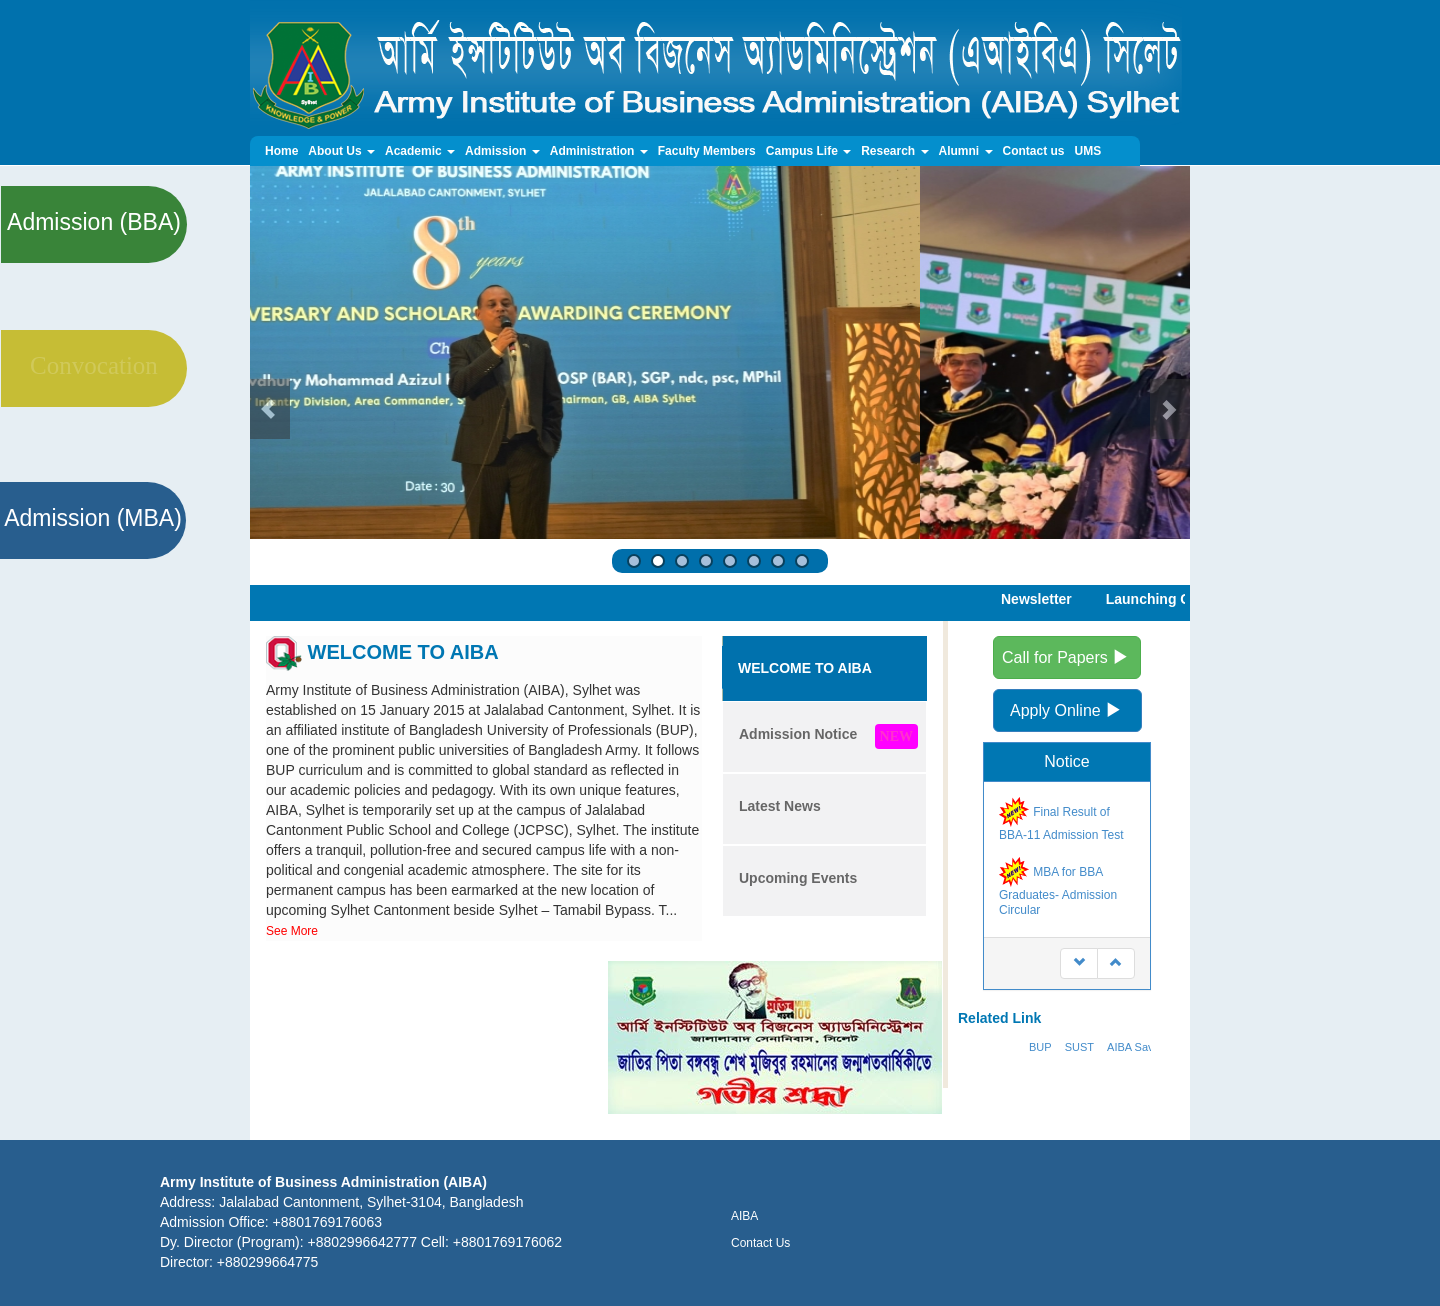 আর্মি ইন্সটিটিউট অব বিজনেস অ্যাডমিনিস্ট্রেশন (এআইবিএ) সিলেট
Army Institute of Business Administration (AIBA) Sylhet
AIB
Sylhet
KNOWLEDGE & POWER
Home About Us Academic Admission Administration Faculty Members Campus Life Research Alumni Contact us UMS
Admission (BBA)
Convocation
Admission (MBA)
ARMY INSTITUTE OF BUSINESS ADMINISTRATION
JALALABAD CANTONMENT, SYLHET
8th
years
VERSARY AND SCHOLARS AWARDING CEREMONY
Ch
wdhury Mohammad Azizul OSP (BAR), SGP, ndc, psc, MPhil
Infantry Division, Area Commander, S hairman, GB, AIBA Sylhet
Date : 30
Newsletter Launching
WELCOME TO AIBA
Army Institute of Business Administration (AIBA), Sylhet was
established on 15 January 2015 at Jalalabad Cantonment, Sylhet. It is
an affiliated institute of Bangladesh University of Professionals (BUP),
one of the prominent public universities of Bangladesh Army. It follows
BUP curriculum and is committed to global standard as reflected in
our academic policies and pedagogy. With its own unique features,
AIBA, Sylhet is temporarily set up at the campus of Jalalabad
Cantonment Public School and College (JCPSC), Sylhet. The institute
offers a tranquil, pollution-free and secured campus life with a non-
political and congenial academic atmosphere. The site for its
permanent campus has been earmarked at the new location of
upcoming Sylhet Cantonment beside Sylhet – Tamabil Bypass. T...
See More
WELCOME TO AIBA
Admission Notice NEW
Latest News
Upcoming Events
Call for Papers
Apply Online
Notice
NEW! Final Result of
BBA-11 Admission Test
NEW! MBA for BBA
Graduates- Admission
Circular
Related Link
BUP SUST AIBA Sav
মুজিব
শতবর্ষ 100
আর্মি ইনস্টিটিউট অব বিজনেস অ্যাডমিনিস্ট্রেশন
জালালাবাদ সেনানিবাস, সিলেট
জাতির পিতা বঙ্গবন্ধু শেখ মুজিবুর রহমানের জন্মশতবার্ষিকীতে
গভীর শ্রদ্ধা
Army Institute of Business Administration (AIBA)
Address: Jalalabad Cantonment, Sylhet-3104, Bangladesh
Admission Office: +8801769176063
Dy. Director (Program): +8802996642777 Cell: +8801769176062
Director: +880299664775
AIBA
Contact Us